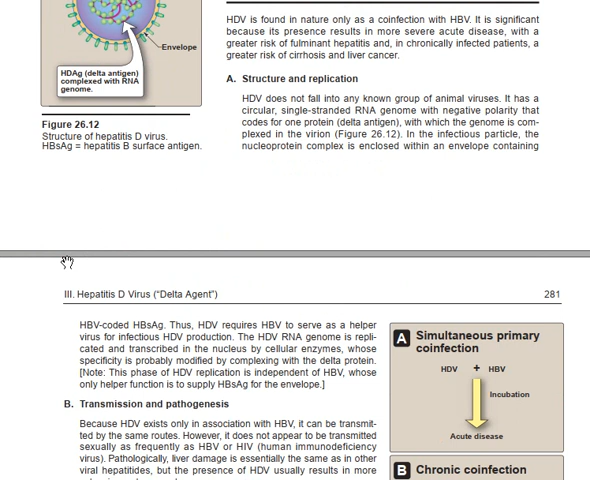 Envelope
HDAg (delta antigen)
complexed with RNA
genome.
Figure 26.12
Structure of hepatitis D virus.
HBsAg = hepatitis B surface antigen.
HDV is found in nature only as a coinfection with HBV. It is significant
because its presence results in more severe acute disease, with a
greater risk of fulminant hepatitis and, in chronically infected patients, a
greater risk of cirrhosis and liver cancer.
A. Structure and replication
HDV does not fall into any known group of animal viruses. It has a
circular, single-stranded RNA genome with negative polarity that
codes for one protein (delta antigen), with which the genome is com-
plexed in the virion (Figure 26.12). In the infectious particle, the
nucleoprotein complex is enclosed within an envelope containing
III. Hepatitis D Virus (“Delta Agent”) 281
HBV-coded HBsAg. Thus, HDV requires HBV to serve as a helper
virus for infectious HDV production. The HDV RNA genome is repli-
cated and transcribed in the nucleus by cellular enzymes, whose
specificity is probably modified by complexing with the delta protein.
[Note: This phase of HDV replication is independent of HBV, whose
only helper function is to supply HBsAg for the envelope.]
B. Transmission and pathogenesis
Because HDV exists only in association with HBV, it can be transmit-
ted by the same routes. However, it does not appear to be transmitted
sexually as frequently as HBV or HIV (human immunodeficiency
virus). Pathologically, liver damage is essentially the same as in other
viral hepatitides, but the presence of HDV usually results in more
A Simultaneous primary
coinfection
HDV + HBV
Incubation
Acute disease
B Chronic coinfection